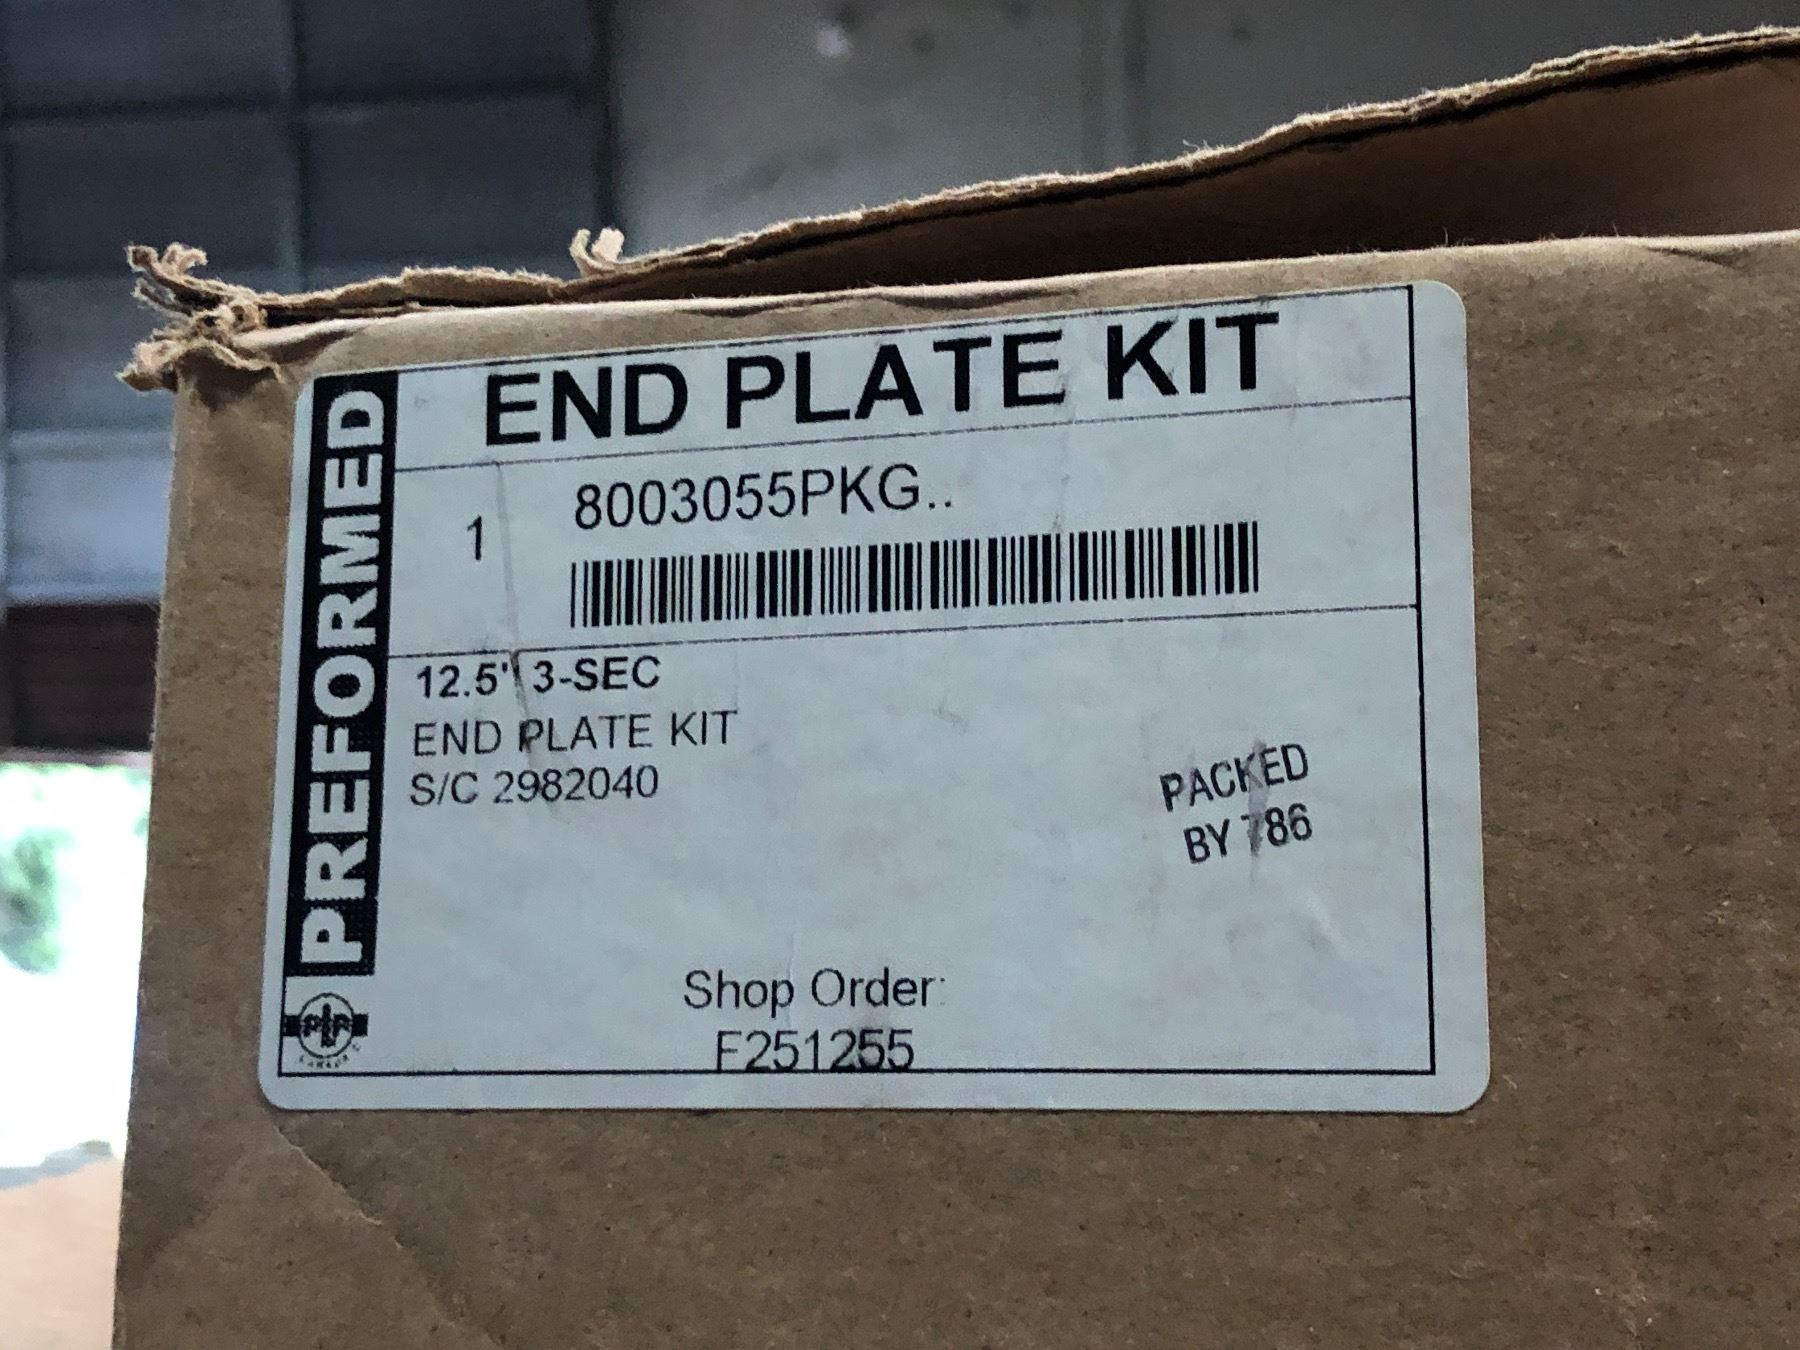 END PLATE KIT
1
8003055PKG..
12.5" 3-SEC
END PLATE KIT
S/C 2982040
PACKED
BY 786
Shop Order:
F251255
PREFORMED
PLP